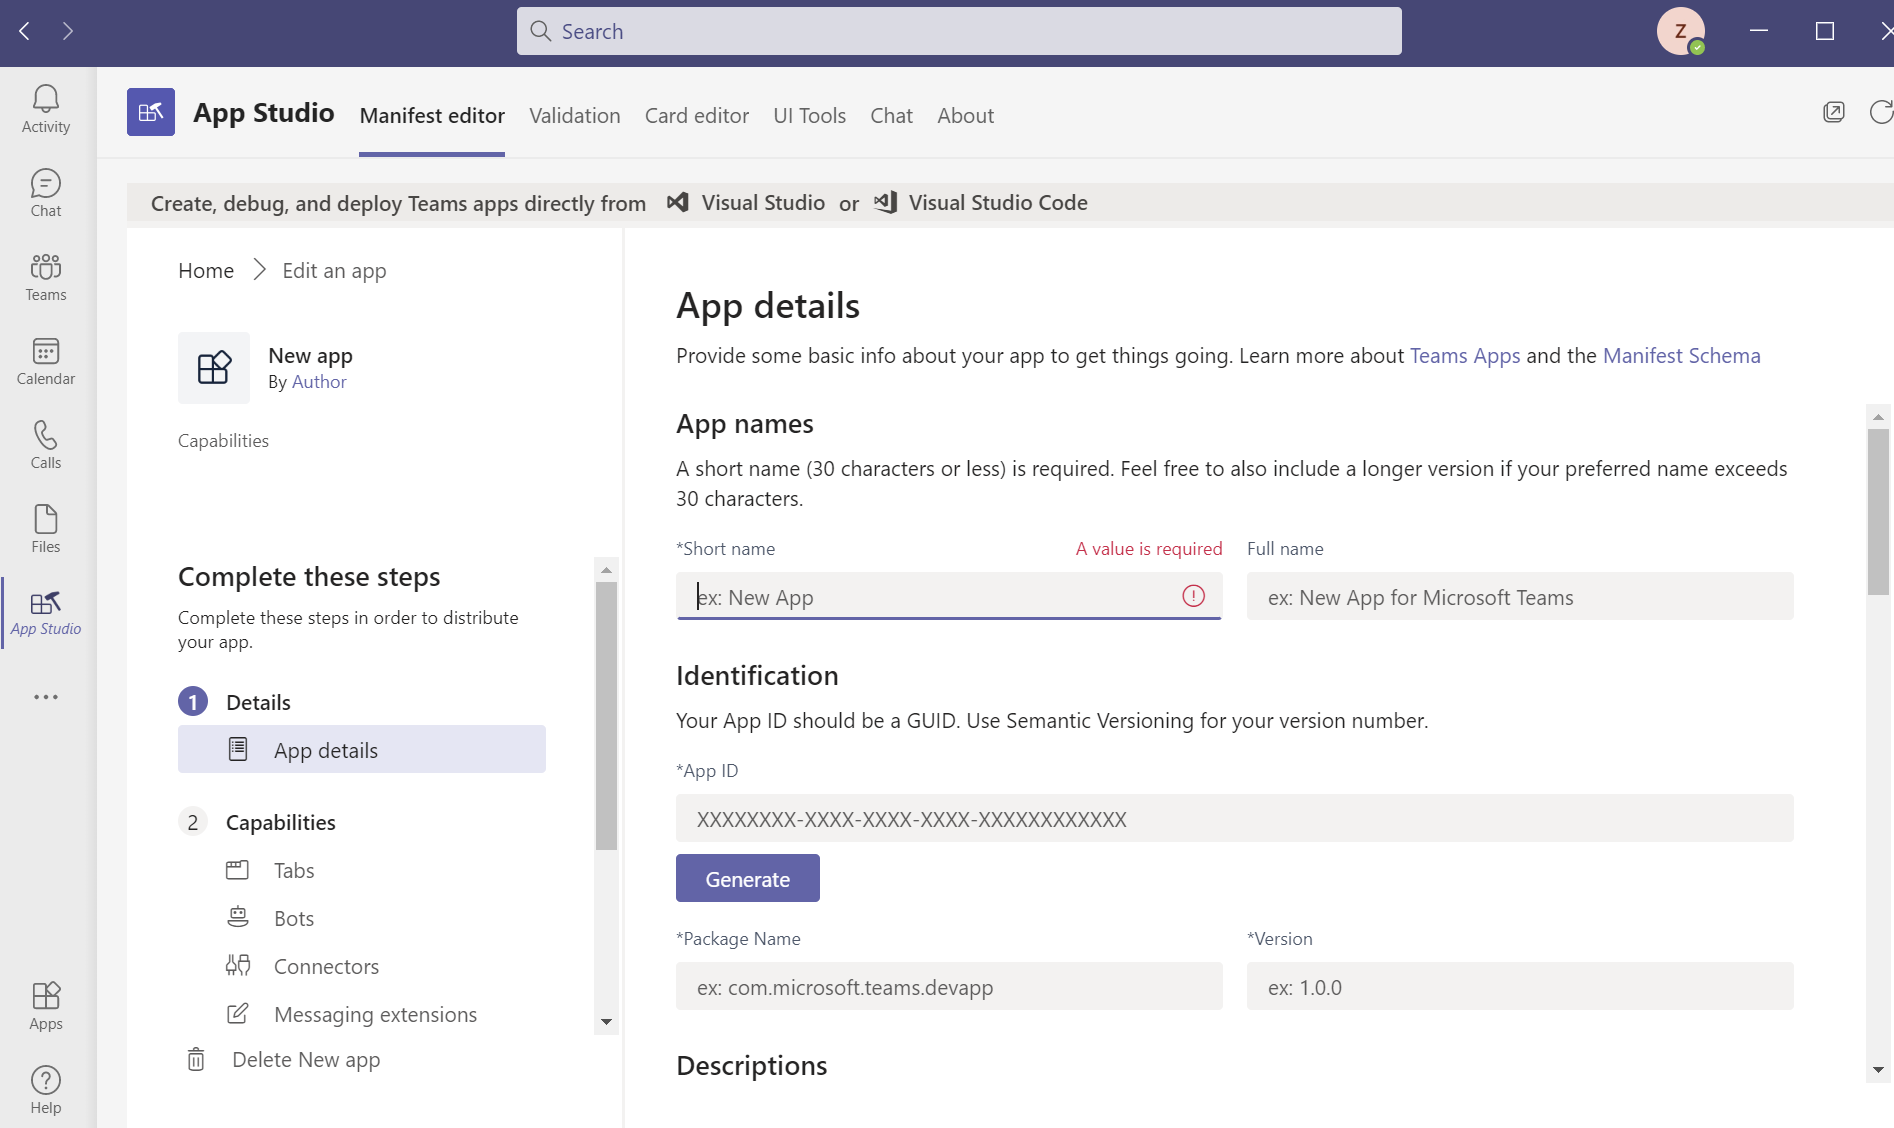 Search
Z
Activity
Chat
Teams
Calendar
Calls
Files
App Studio
Apps
Help
App Studio Manifest editor Validation Card editor UI Tools Chat About
Create, debug, and deploy Teams apps directly from Visual Studio or Visual Studio Code
Home Edit an app
New app
By Author
Capabilities
Complete these steps
Complete these steps in order to distribute
your app.
1 Details
App details
2 Capabilities
Tabs
Bots
Connectors
Messaging extensions
Delete New app
App details
Provide some basic info about your app to get things going. Learn more about Teams Apps and the Manifest Schema
App names
A short name (30 characters or less) is required. Feel free to also include a longer version if your preferred name exceeds
30 characters.
*Short name A value is required Full name
ex: New App ex: New App for Microsoft Teams
Identification
Your App ID should be a GUID. Use Semantic Versioning for your version number.
*App ID
XXXXXXXX-XXXX-XXXX-XXXX-XXXXXXXXXXXX
Generate
*Package Name *Version
ex: com.microsoft.teams.devapp ex: 1.0.0
Descriptions